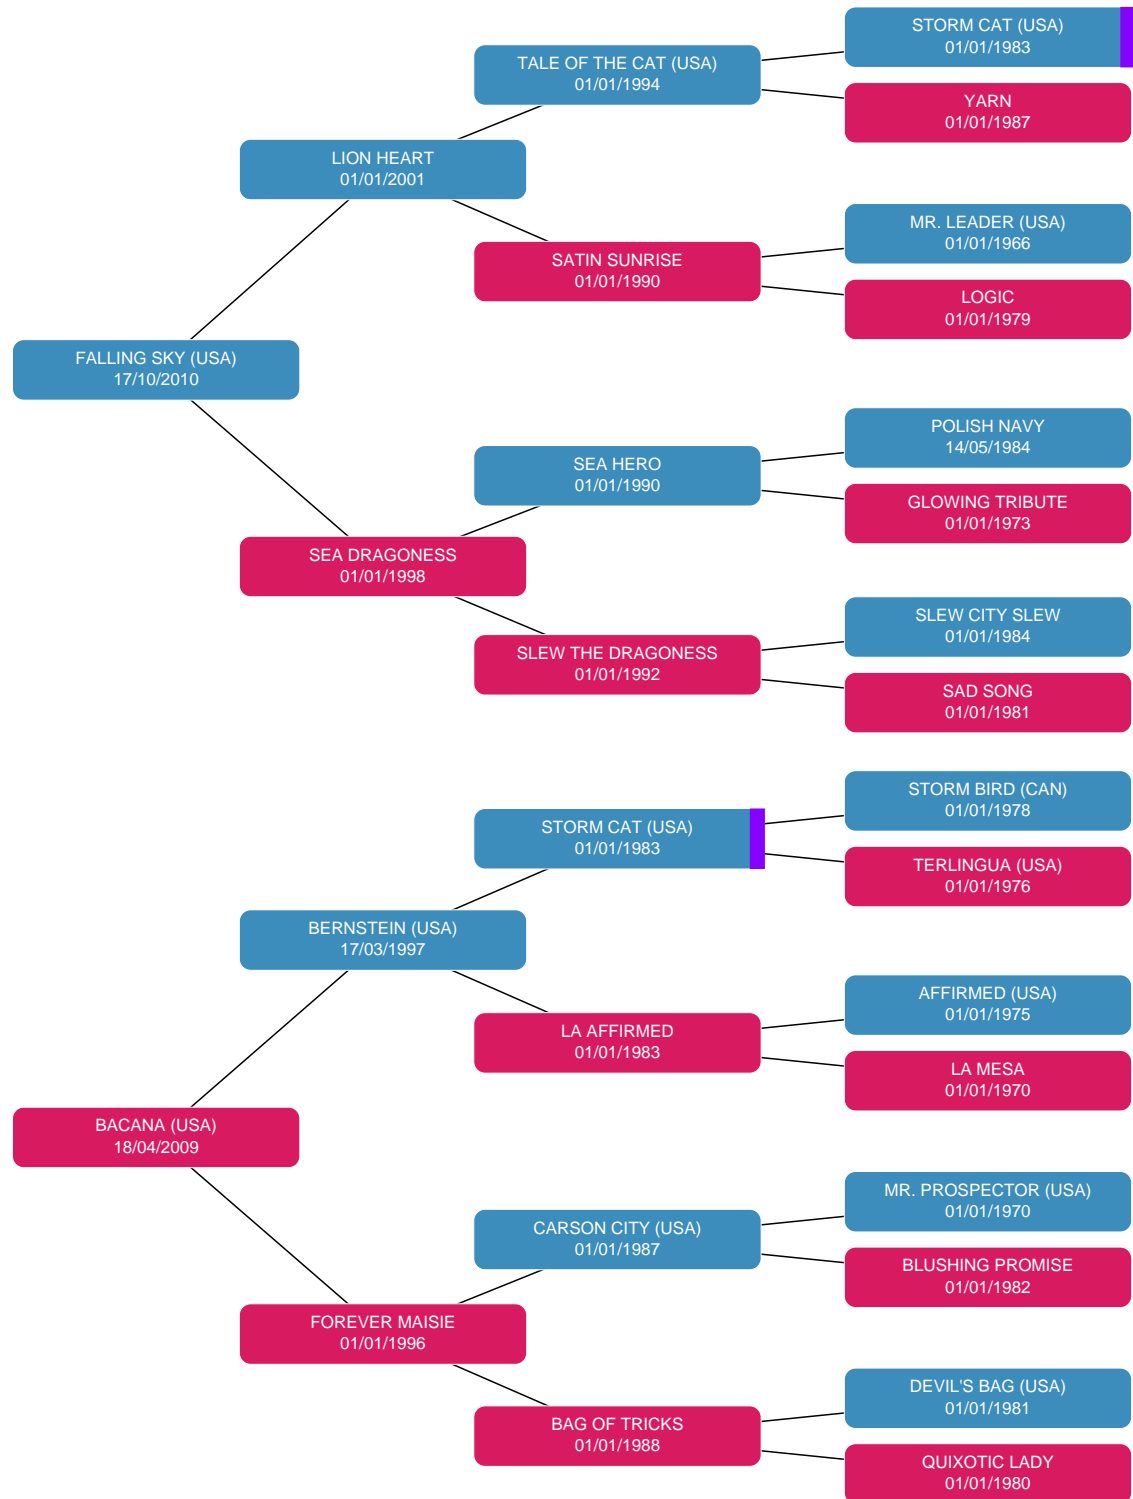 STORM CAT (USA)
01/01/1983
TALE OF THE CAT (USA)
01/01/1994
YARN
01/01/1987
LION HEART
01/01/2001
MR. LEADER (USA)
01/01/1966
SATIN SUNRISE
01/01/1990
LOGIC
01/01/1979
FALLING SKY (USA)
17/10/2010
POLISH NAVY
14/05/1984
SEA HERO
01/01/1990
GLOWING TRIBUTE
01/01/1973
SEA DRAGONESS
01/01/1998
SLEW CITY SLEW
01/01/1984
SLEW THE DRAGONESS
01/01/1992
SAD SONG
01/01/1981
STORM BIRD (CAN)
01/01/1978
STORM CAT (USA)
01/01/1983
TERLINGUA (USA)
01/01/1976
BERNSTEIN (USA)
17/03/1997
AFFIRMED (USA)
01/01/1975
LA AFFIRMED
01/01/1983
LA MESA
01/01/1970
BACANA (USA)
18/04/2009
MR. PROSPECTOR (USA)
01/01/1970
CARSON CITY (USA)
01/01/1987
BLUSHING PROMISE
01/01/1982
FOREVER MAISIE
01/01/1996
DEVIL'S BAG (USA)
01/01/1981
BAG OF TRICKS
01/01/1988
QUIXOTIC LADY
01/01/1980